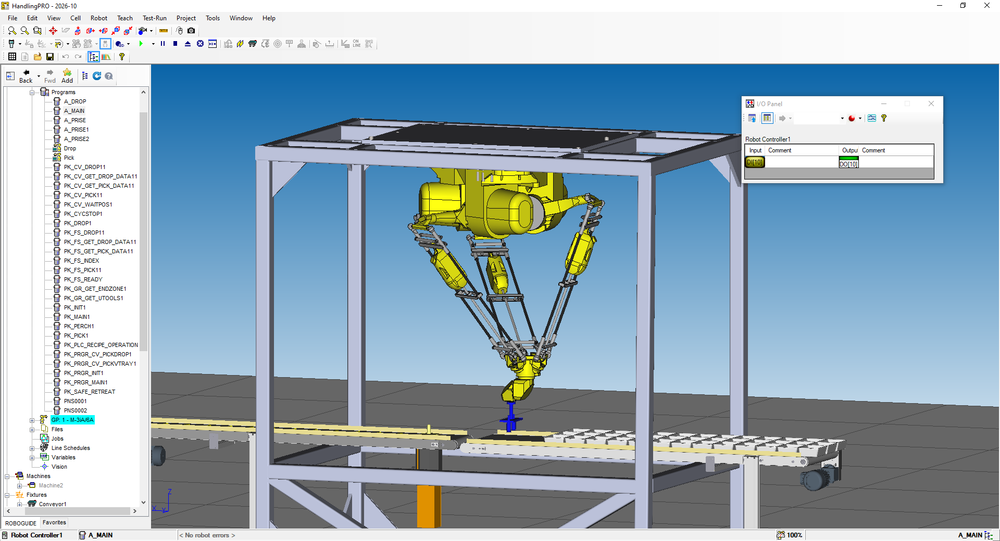 HandlingPRO - 2026-10
File Edit View Cell Robot Teach Test-Run Project Tools Window Help
ON
LINE
Back Fwd Add
Programs
A_DROP
A_MAIN
A_PRISE
A_PRISE1
A_PRISE2
Drop
Pick
PK_CV_DROP11
PK_CV_GET_DROP_DATA11
PK_CV_GET_PICK_DATA11
PK_CV_PICK11
PK_CV_WAITPOS1
PK_CYCSTOP1
PK_DROP1
PK_FS_DROP11
PK_FS_GET_DROP_DATA11
PK_FS_GET_PICK_DATA11
PK_FS_INDEX
PK_FS_PICK11
PK_FS_READY
PK_GR_GET_ENDZONE1
PK_GR_GET_UTOOLS1
PK_INIT1
PK_MAIN1
PK_PERCH1
PK_PICK1
PK_PLC_RECIPE_OPERATION
PK_PRGR_CV_PICKDROP1
PK_PRGR_CV_PICKVTRAY1
PK_PRGR_INIT1
PK_PRGR_MAIN1
PK_SAFE_RETREAT
PNS0001
PNS0002
GP: 1 - M-3iA/6A
Files
Jobs
Line Schedules
Variables
Vision
Machines
Machine2
Fixtures
Conveyor1
ROBOGUIDE Favorites
I/O Panel
Robot Controller1
Input Comment Outpu Comment
DI[10] DO[10]
Z
X
Y
Robot Controller1 A_MAIN < No robot errors > 100% A_MAIN